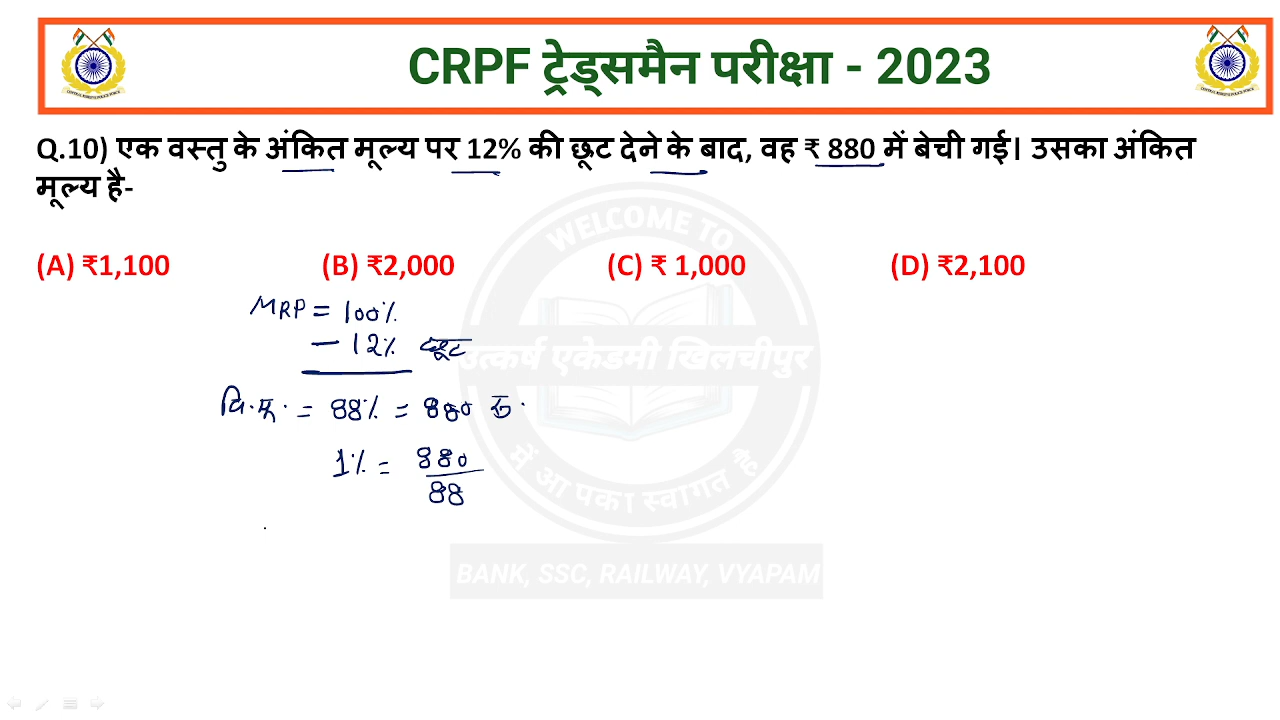 CRPF ट्रेड्समैन परीक्षा - 2023
Q.10) एक वस्तु के अंकित मूल्य पर 12% की छूट देने के बाद, वह ₹ 880 में बेची गई। उसका अंकित
मूल्य है-
(A) ₹1,100 (B) ₹2,000 (C) ₹ 1,000 (D) ₹2,100
MRP = 100%
- 12% छूट
वि.मू. = 88% = 880 रु.
1% = 880
88
WELCOME TO
उत्कर्ष एकेडमी खिलचीपुर
में आपका स्वागत है
BANK, SSC, RAILWAY, VYAPAM